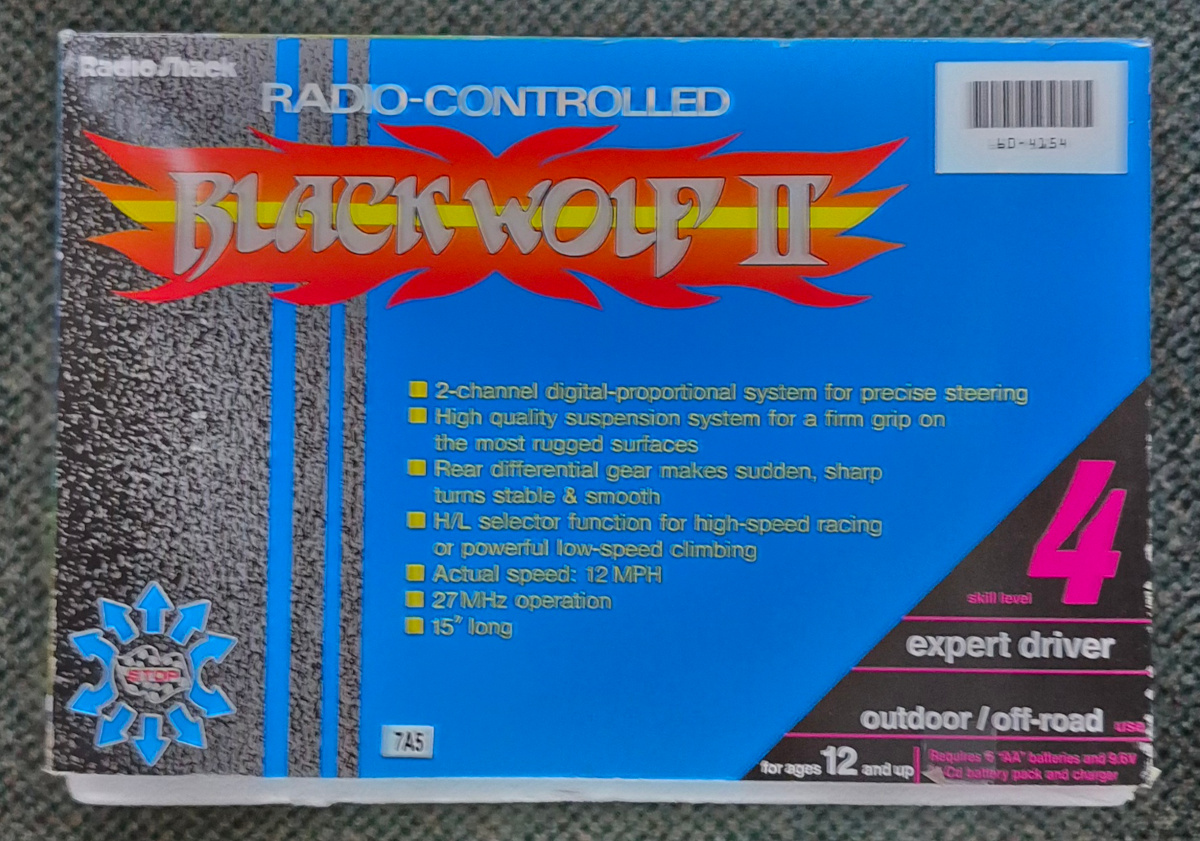 RadioShack
RADIO-CONTROLLED
60-4154
BLACKWOLF II
■ 2-channel digital-proportional system for precise steering
■ High quality suspension system for a firm grip on
the most rugged surfaces
■ Rear differential gear makes sudden, sharp
turns stable & smooth
■ H/L selector function for high-speed racing
or powerful low-speed climbing
■ Actual speed: 12 MPH
■ 27MHz operation
■ 15" long
4
skill level
expert driver
STOP
outdoor/off-road use
7A5
for ages 12 and up
Requires 6 "AA" batteries and 9.6V
battery pack and charger